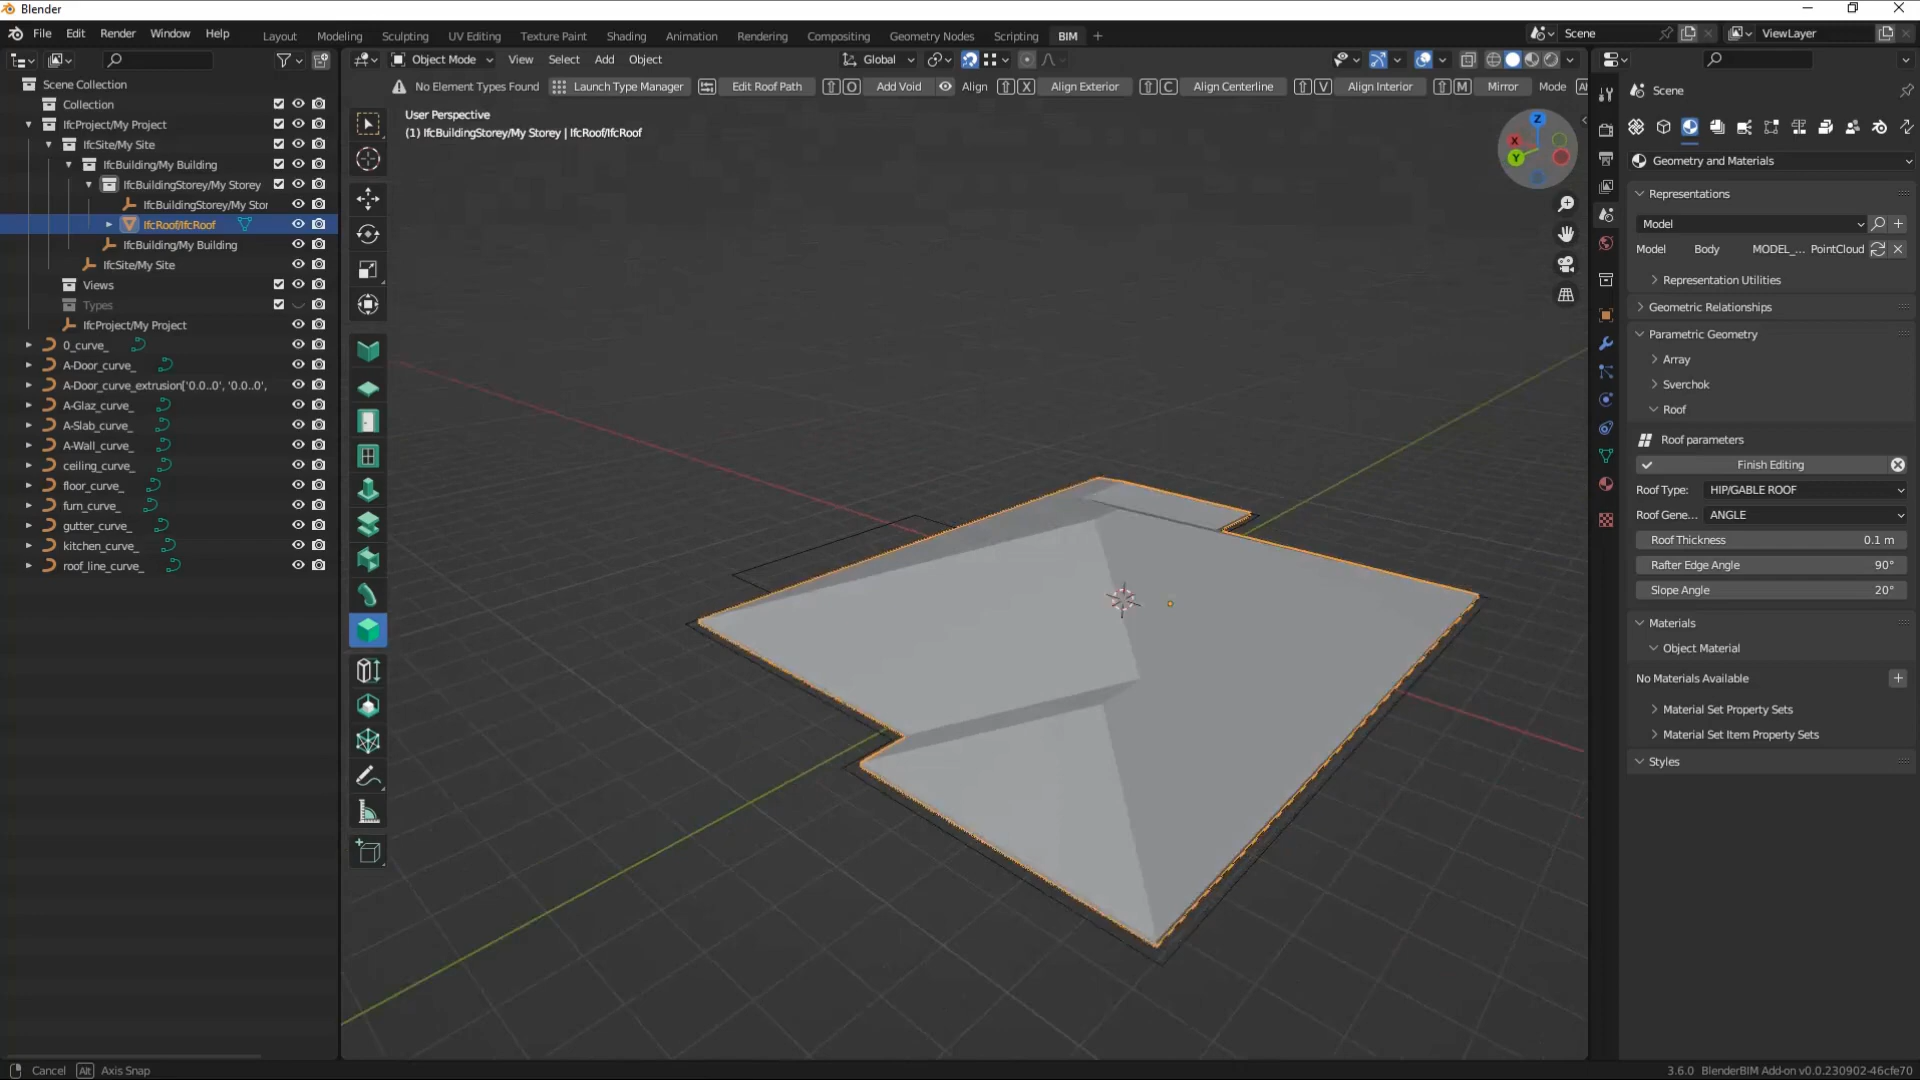 Blender
File Edit Render Window Help
Layout Modeling Sculpting UV Editing Texture Paint Shading Animation Rendering Compositing Geometry Nodes Scripting BIM +
Scene
ViewLayer
Object Mode View Select Add Object
Global
No Element Types Found Launch Type Manager Edit Roof Path O Add Void Align X Align Exterior C Align Centerline V Align Interior M Mirror Mode
User Perspective
(1) IfcBuildingStorey/My Storey | IfcRoof/IfcRoof
Z
X
Y
Scene Collection
Collection
IfcProject/My Project
IfcSite/My Site
IfcBuilding/My Building
IfcBuildingStorey/My Storey
IfcBuildingStorey/My Stor
IfcRoof/IfcRoof
IfcBuilding/My Building
IfcSite/My Site
Views
Types
IfcProject/My Project
0_curve_
A-Door_curve_
A-Door_curve_extrusion['0.0..0', '0.0..0',
A-Glaz_curve_
A-Slab_curve_
A-Wall_curve_
ceiling_curve_
floor_curve_
furn_curve_
gutter_curve_
kitchen_curve_
roof_line_curve_
Scene
Geometry and Materials
Representations
Model
Model Body MODEL_... PointCloud
Representation Utilities
Geometric Relationships
Parametric Geometry
Array
Sverchok
Roof
Roof parameters
Finish Editing
Roof Type: HIP/GABLE ROOF
Roof Gene... ANGLE
Roof Thickness 0.1 m
Rafter Edge Angle 90°
Slope Angle 20°
Materials
Object Material
No Materials Available
Material Set Property Sets
Material Set Item Property Sets
Styles
Cancel Alt Axis Snap
3.6.0 BlenderBIM Add-on v0.0.230902-46cfe70